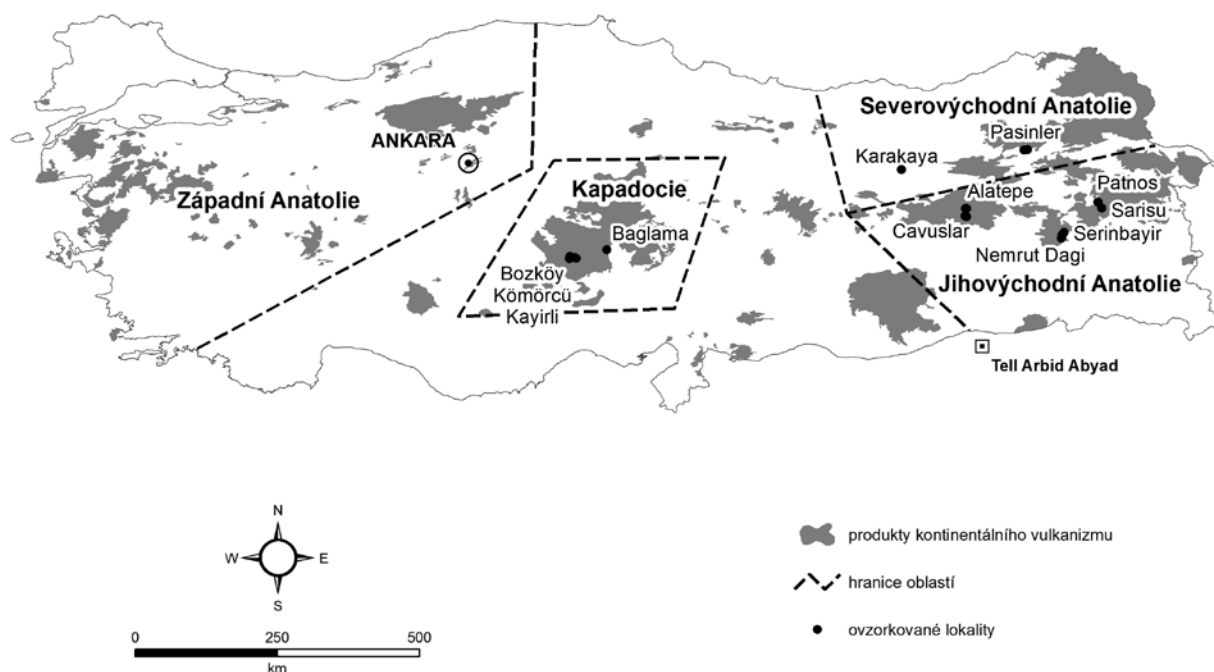 Severovýchodní Anatolie
Pasinler
ANKARA
Karakaya
Kapadocie
Alatepe
Patnos
Západní Anatolie
Sarisu
Baglama
Cavuslar
Serinbayir
Nemrut Dagi
Bozköy
Kömörcü
Kayirli
Jihovýchodní Anatolie
Tell Arbid Abyad
N
W
E
S
produkty kontinentálního vulkanizmu
hranice oblastí
ovzorkované lokality
0
250
500
km